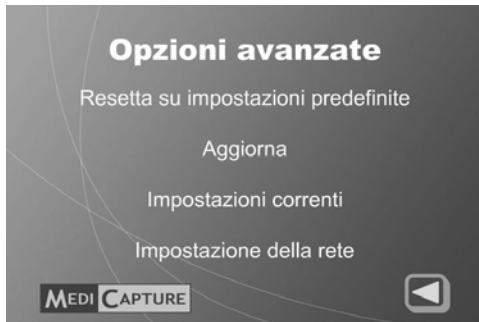 Opzioni avanzate
Resetta su impostazioni predefinite
Aggiorna
Impostazioni correnti
Impostazione della rete
MEDI CAPTURE